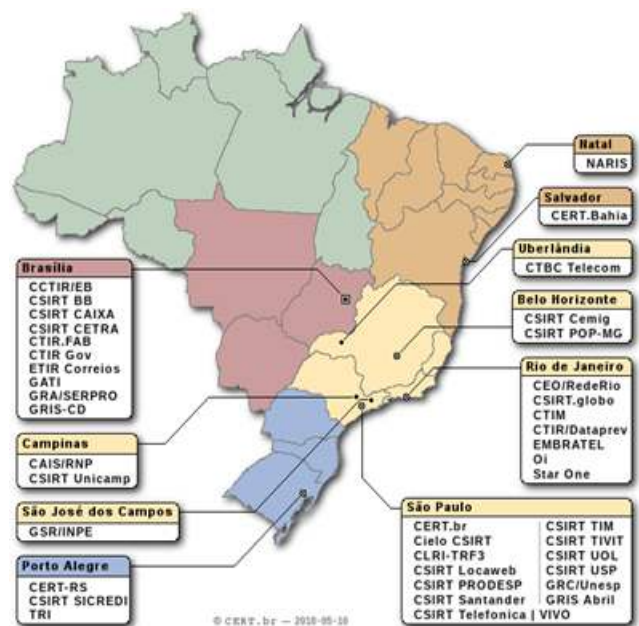 Natal
NARIS
Salvador
CERT.Bahia
Uberlândia
CTBC Telecom
Brasília
CCTIR/EB
CSIRT BB
CSIRT CAIXA
CSIRT CETRA
CTIR.FAB
CTIR Gov
ETIR Correios
GATI
GRA/SERPRO
GRIS-CD
Belo Horizonte
CSIRT Cemig
CSIRT POP-MG
Rio de Janeiro
CEO/RedeRio
CSIRT.globo
CTIM
CTIR/Dataprev
EMBRATEL
Oi
Star One
Campinas
CAIS/RNP
CSIRT Unicamp
São José dos Campos
GSR/INPE
São Paulo
CERT.br
Cielo CSIRT
CLRI-TRF3
CSIRT Locaweb
CSIRT PRODESP
CSIRT Santander
CSIRT Telefonica | VIVO
CSIRT TIM
CSIRT TIVIT
CSIRT UOL
CSIRT USP
GRC/Unesp
GRIS Abril
Porto Alegre
CERT-RS
CSIRT SICREDI
TRI
© CERT.br — 2018-05-18